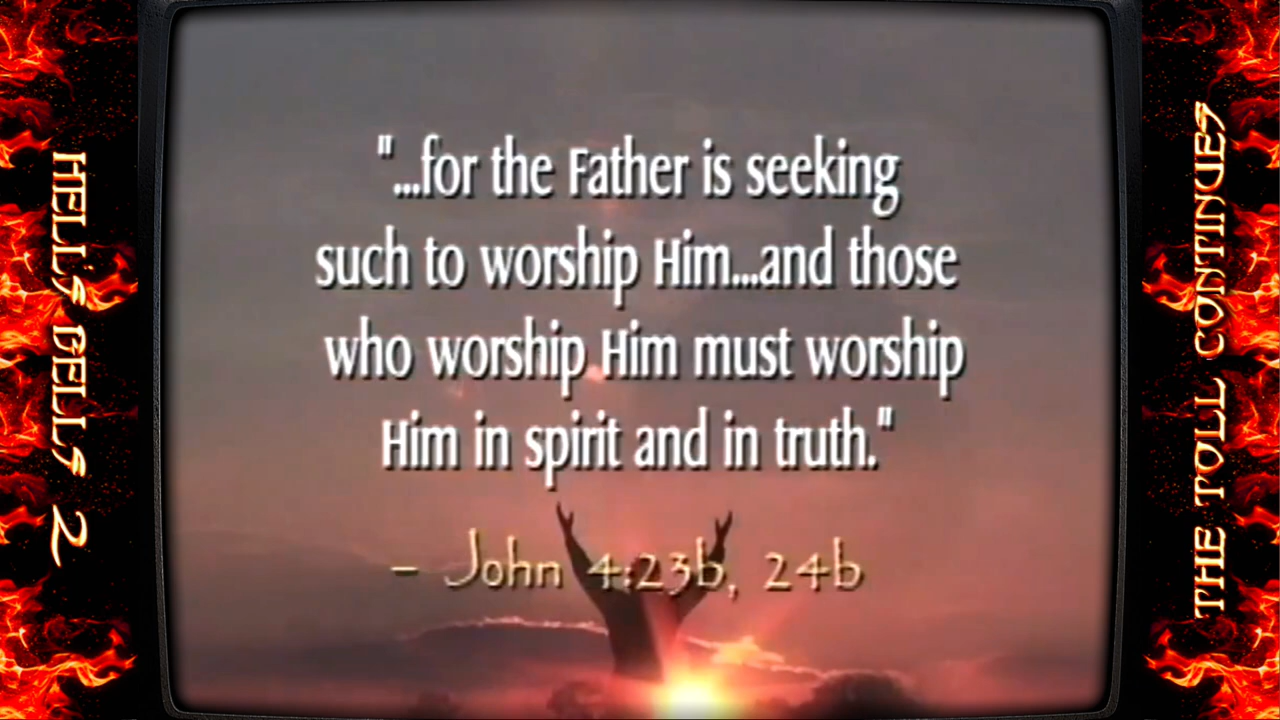 HELL'S BELLS 2
"...for the Father is seeking
such to worship Him...and those
who worship Him must worship
Him in spirit and in truth."
- John 4:23b, 24b
THE TOLL CONTINUES